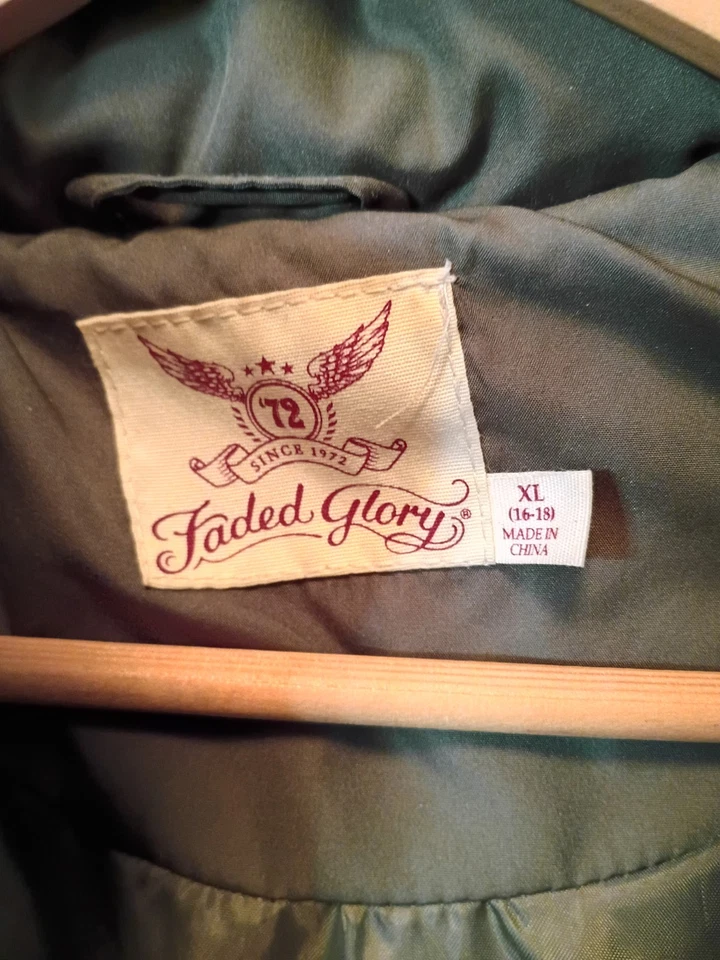 '72
SINCE 1972
Faded Glory®
XL
(16-18)
MADE IN
CHINA